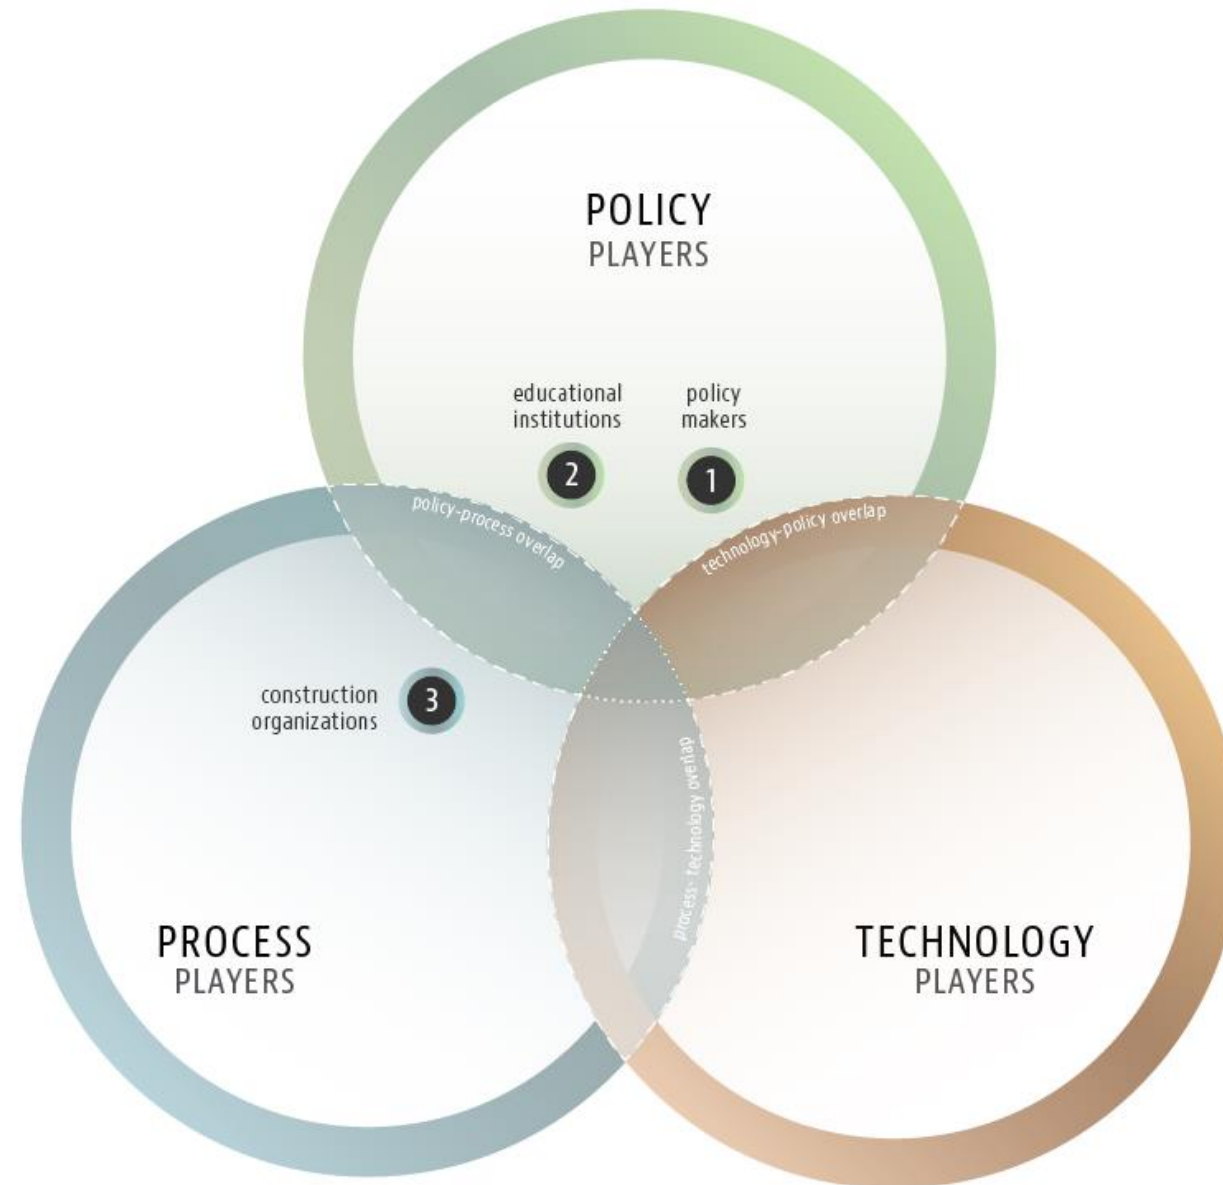 POLICY
PLAYERS
educational
institutions
policy
makers
2
1
policy-process overlap
technology-policy overlap
construction
organizations
3
process- technology overlap
PROCESS
PLAYERS
TECHNOLOGY
PLAYERS